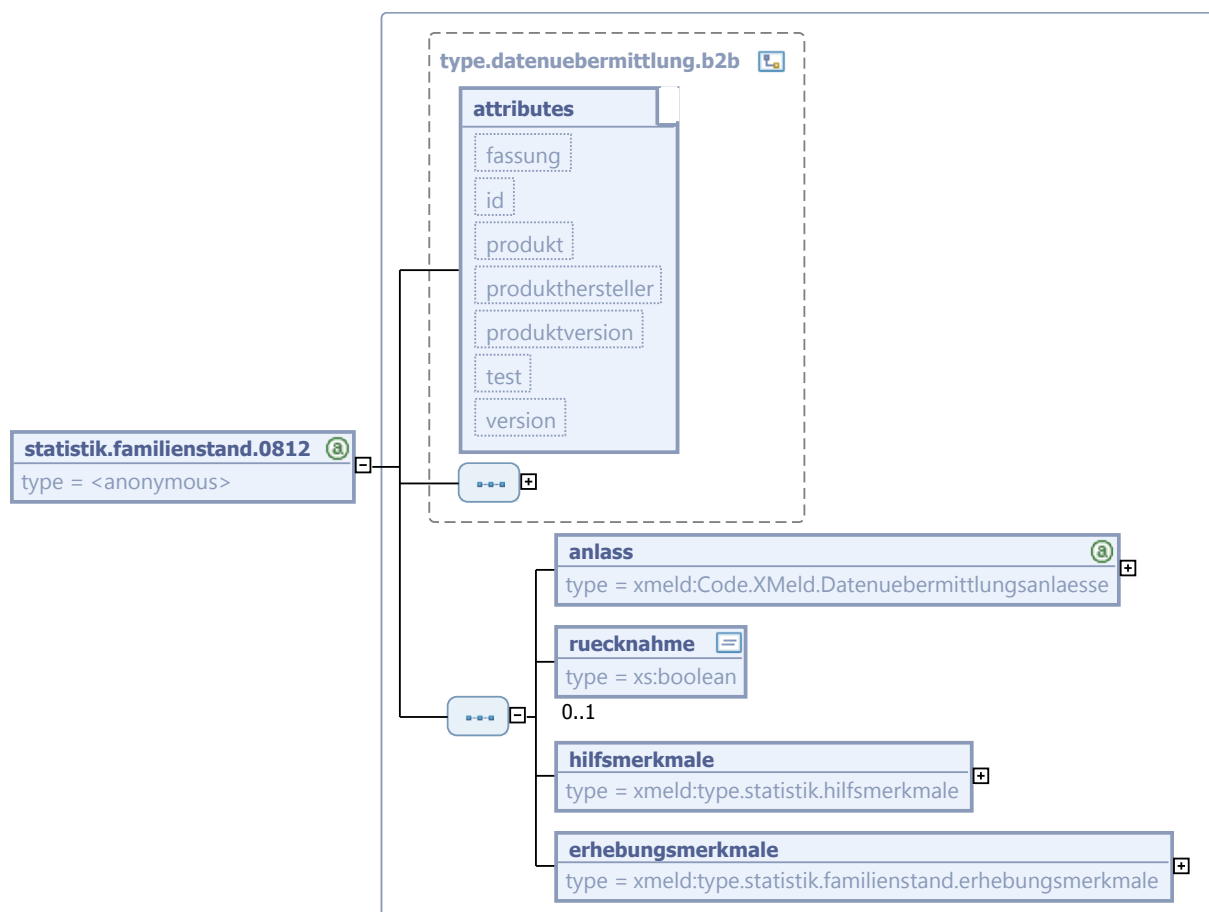 type.datenuebermittlung.b2b
attributes
fassung
id
produkt
produkthersteller
produktversion
test
version
statistik.familienstand.0812
type = <anonymous>
anlass
type = xmeld:Code.XMeld.Datenuebermittlungsanlaesse
ruecknahme
type = xs:boolean
0..1
hilfsmerkmale
type = xmeld:type.statistik.hilfsmerkmale
erhebungsmerkmale
type = xmeld:type.statistik.familienstand.erhebungsmerkmale